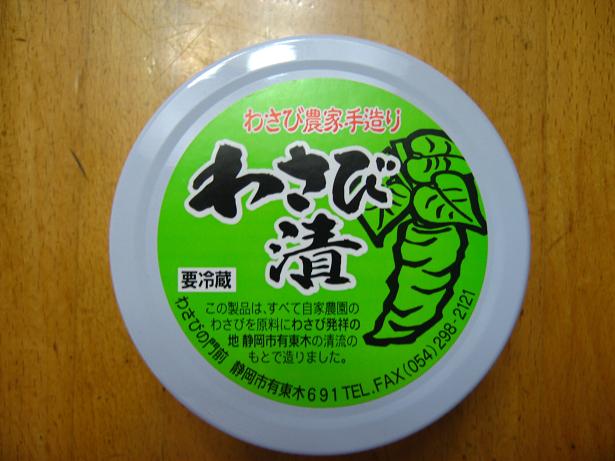 わさび農家手造り
わさび
漬
要冷蔵
この製品は、すべて自家農園の
わさびを原料にわさび発祥の
地 静岡市有東木の清流の
もとで造りました。
わさびの門前 静岡市有東木691 TEL.FAX(054)298-2121